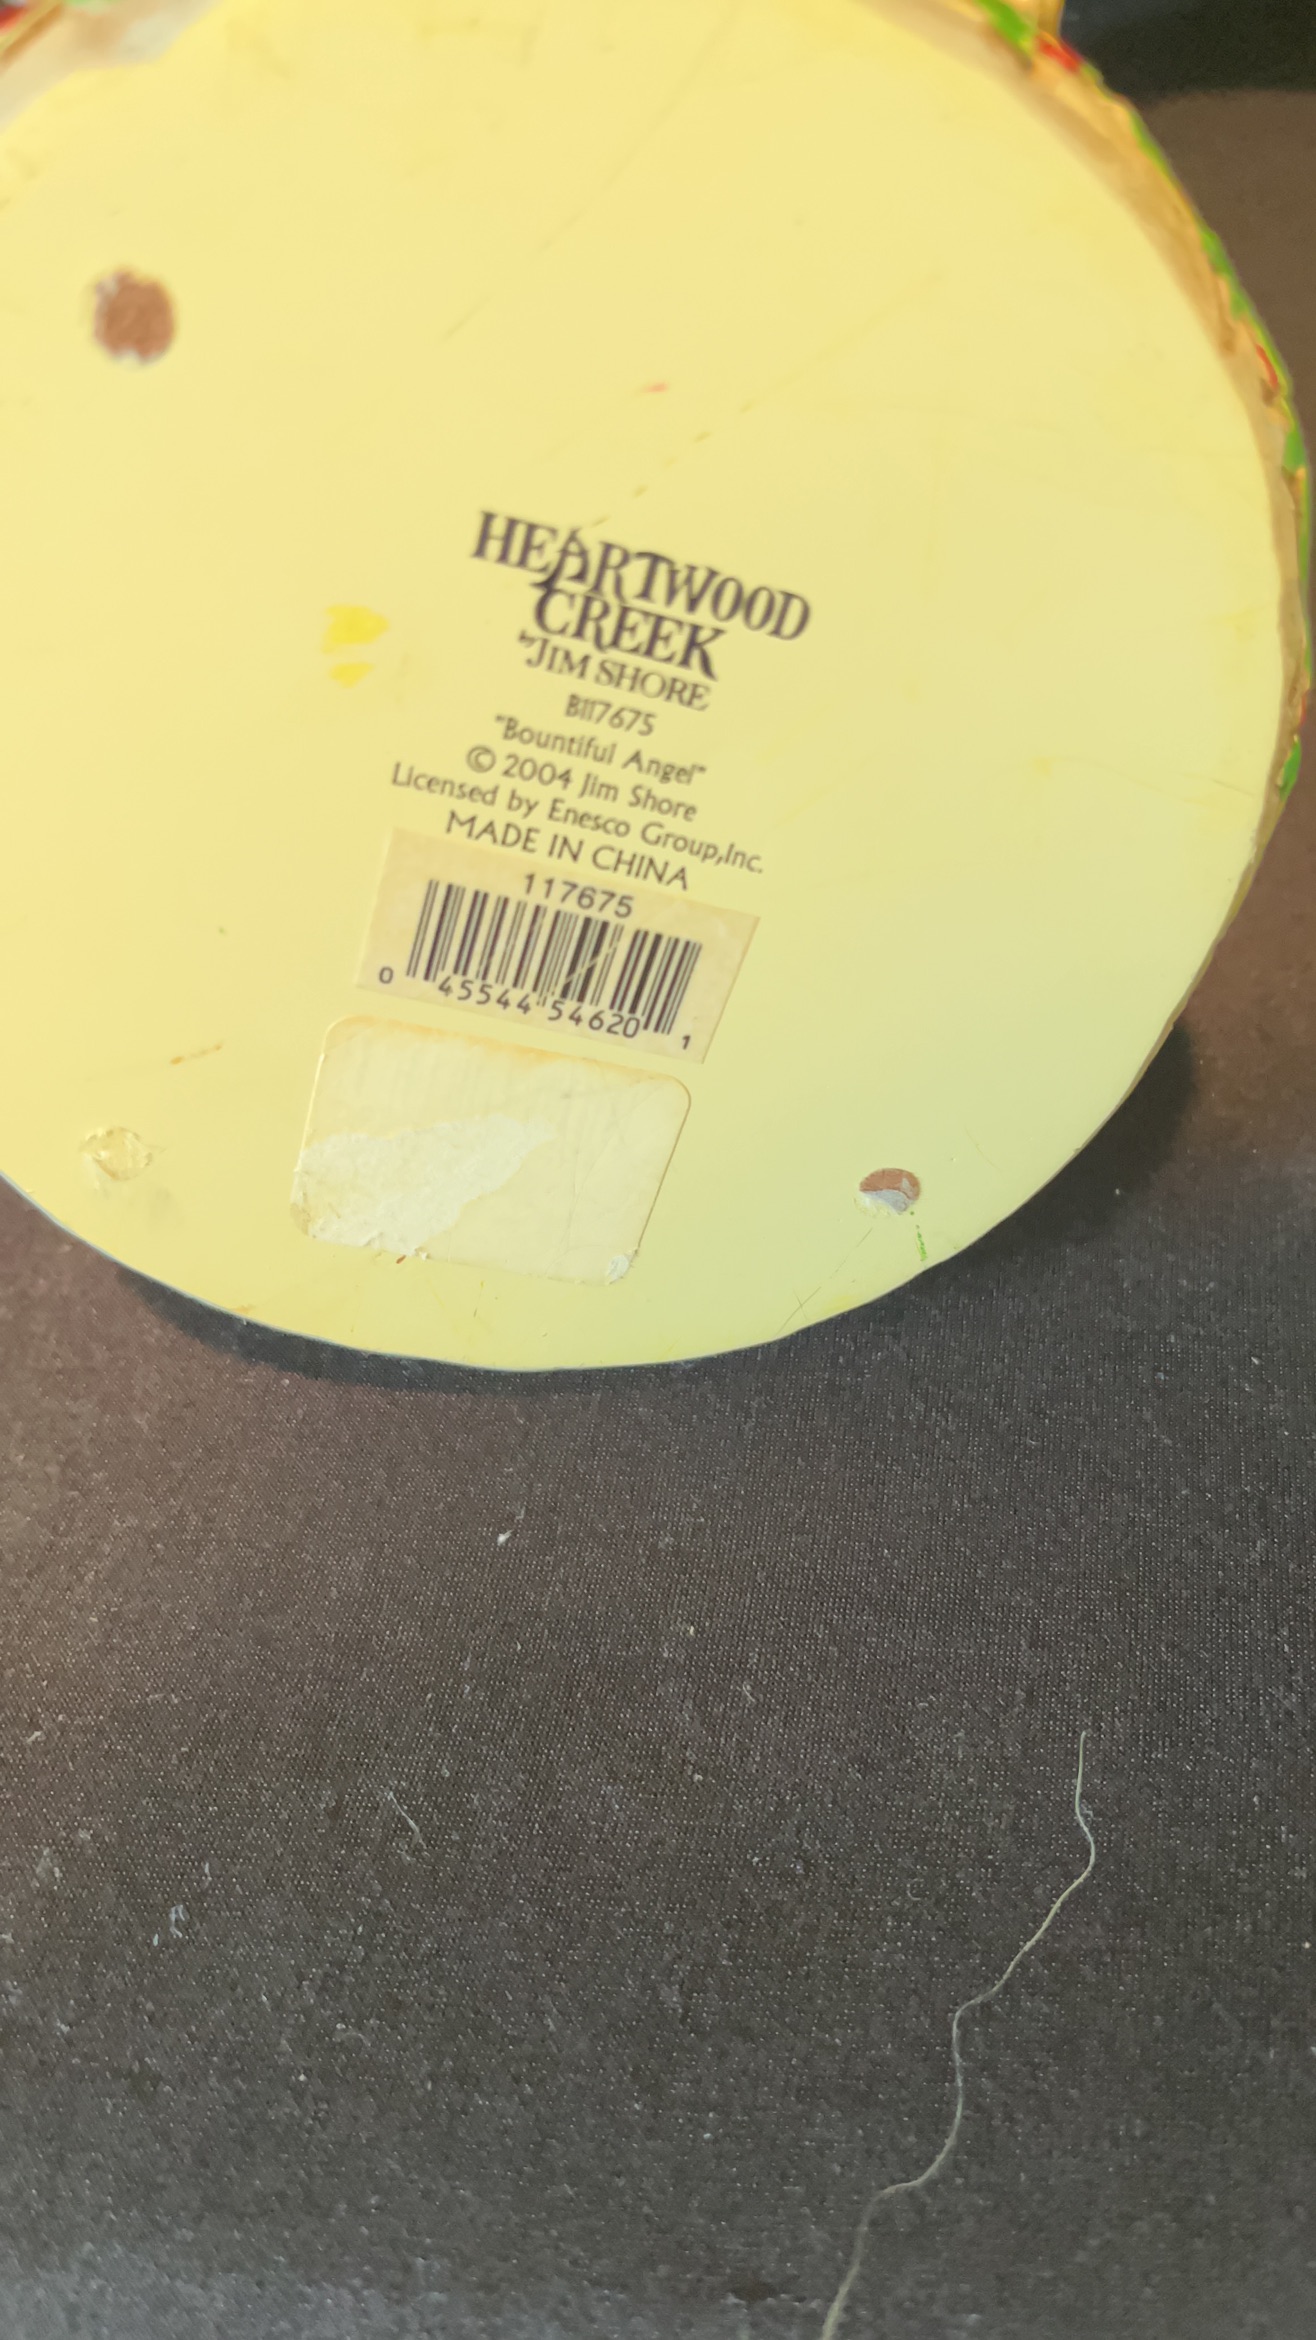 HEARTWOOD
CREEK
by JIM SHORE
B117675
"Bountiful Angel"
© 2004 Jim Shore
Licensed by Enesco Group,Inc.
MADE IN CHINA
117675
0 45544 54620 1